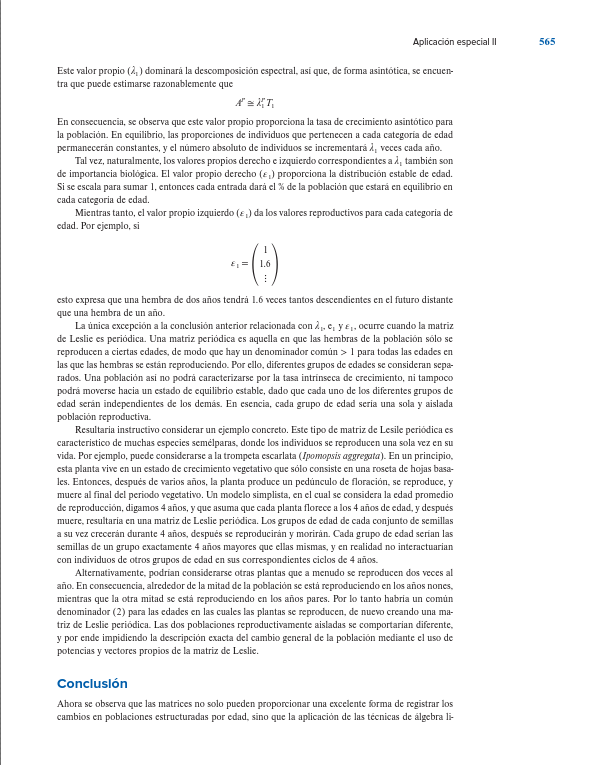 Aplicación especial II 565
Este valor propio (λ₁) dominará la descomposición espectral, así que, de forma asintótica, se encuen-
tra que puede estimarse razonablemente que
Aⁿ ≅ λ₁ⁿT₁
En consecuencia, se observa que este valor propio proporciona la tasa de crecimiento asintótico para
la población. En equilibrio, las proporciones de individuos que pertenecen a cada categoría de edad
permanecerán constantes, y el número absoluto de individuos se incrementará λ₁ veces cada año.
Tal vez, naturalmente, los valores propios derecho e izquierdo correspondientes a λ₁ también son
de importancia biológica. El valor propio derecho (ε₁) proporciona la distribución estable de edad.
Si se escala para sumar 1, entonces cada entrada dará el % de la población que estará en equilibrio en
cada categoría de edad.
Mientras tanto, el valor propio izquierdo (ε₁) da los valores reproductivos para cada categoría de
edad. Por ejemplo, si
1
ε₁ = ( 1.6 )
⋮
esto expresa que una hembra de dos años tendrá 1.6 veces tantos descendientes en el futuro distante
que una hembra de un año.
La única excepción a la conclusión anterior relacionada con λ₁, e₁ y ε₁, ocurre cuando la matriz
de Leslie es periódica. Una matriz periódica es aquella en que las hembras de la población sólo se
reproducen a ciertas edades, de modo que hay un denominador común > 1 para todas las edades en
las que las hembras se están reproduciendo. Por ello, diferentes grupos de edades se consideran sepa-
rados. Una población así no podrá caracterizarse por la tasa intrínseca de crecimiento, ni tampoco
podrá moverse hacia un estado de equilibrio estable, dado que cada uno de los diferentes grupos de
edad serán independientes de los demás. En esencia, cada grupo de edad sería una sola y aislada
población reproductiva.
Resultaría instructivo considerar un ejemplo concreto. Este tipo de matriz de Lesile periódica es
característico de muchas especies semélparas, donde los individuos se reproducen una sola vez en su
vida. Por ejemplo, puede considerarse a la trompeta escarlata (Ipomopsis aggregata). En un principio,
esta planta vive en un estado de crecimiento vegetativo que sólo consiste en una roseta de hojas basa-
les. Entonces, después de varios años, la planta produce un pedúnculo de floración, se reproduce, y
muere al final del periodo vegetativo. Un modelo simplista, en el cual se considera la edad promedio
de reproducción, digamos 4 años, y que asuma que cada planta florece a los 4 años de edad, y después
muere, resultaría en una matriz de Leslie periódica. Los grupos de edad de cada conjunto de semillas
a su vez crecerán durante 4 años, después se reproducirán y morirán. Cada grupo de edad serían las
semillas de un grupo exactamente 4 años mayores que ellas mismas, y en realidad no interactuarían
con individuos de otros grupos de edad en sus correspondientes ciclos de 4 años.
Alternativamente, podrían considerarse otras plantas que a menudo se reproducen dos veces al
año. En consecuencia, alrededor de la mitad de la población se está reproduciendo en los años nones,
mientras que la otra mitad se está reproduciendo en los años pares. Por lo tanto habría un común
denominador (2) para las edades en las cuales las plantas se reproducen, de nuevo creando una ma-
triz de Leslie periódica. Las dos poblaciones reproductivamente aisladas se comportarían diferente,
y por ende impidiendo la descripción exacta del cambio general de la población mediante el uso de
potencias y vectores propios de la matriz de Leslie.
Conclusión
Ahora se observa que las matrices no solo pueden proporcionar una excelente forma de registrar los
cambios en poblaciones estructuradas por edad, sino que la aplicación de las técnicas de álgebra li-